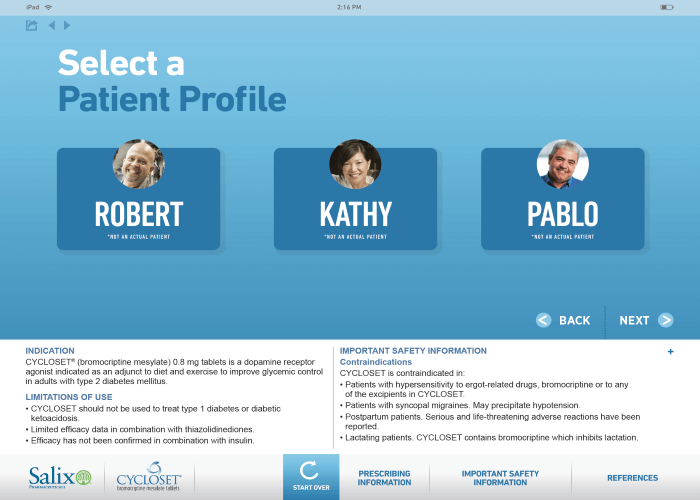 iPad
2:16 PM
Select a
Patient Profile
ROBERT
*NOT AN ACTUAL PATIENT
KATHY
*NOT AN ACTUAL PATIENT
PABLO
*NOT AN ACTUAL PATIENT
< BACK
NEXT >
INDICATION
CYCLOSET® (bromocriptine mesylate) 0.8 mg tablets is a dopamine receptor
agonist indicated as an adjunct to diet and exercise to improve glycemic control
in adults with type 2 diabetes mellitus.
LIMITATIONS OF USE
• CYCLOSET should not be used to treat type 1 diabetes or diabetic
ketoacidosis.
• Limited efficacy data in combination with thiazolidinediones.
• Efficacy has not been confirmed in combination with insulin.
IMPORTANT SAFETY INFORMATION +
Contraindications
CYCLOSET is contraindicated in:
• Patients with hypersensitivity to ergot-related drugs, bromocriptine or to any
of the excipients in CYCLOSET.
• Patients with syncopal migraines. May precipitate hypotension.
• Postpartum patients. Serious and life-threatening adverse reactions have been
reported.
• Lactating patients. CYCLOSET contains bromocriptine which inhibits lactation.
Salix
PHARMACEUTICALS
CYCLOSET®
bromocriptine mesylate tablets
START OVER
PRESCRIBING
INFORMATION
IMPORTANT SAFETY
INFORMATION
REFERENCES